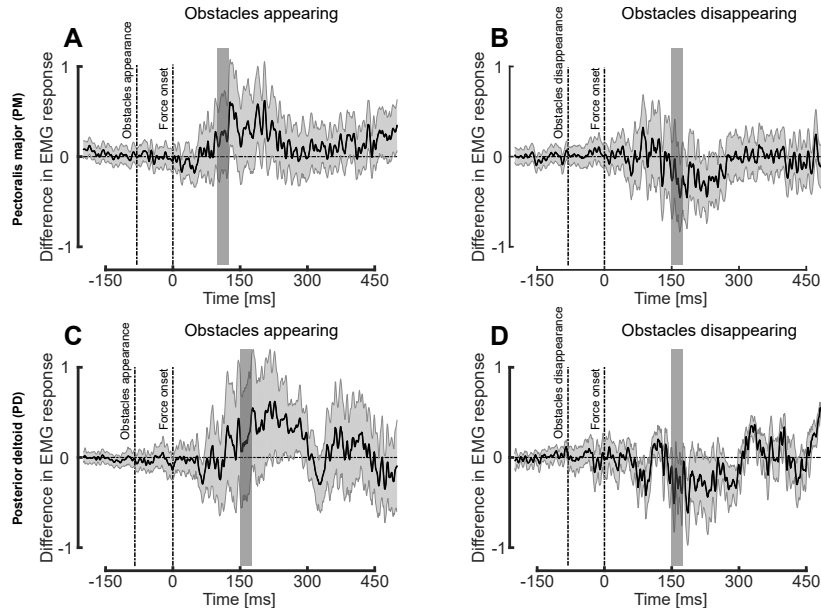 Obstacles appearing
A
Pectoralis major (PM)
Difference in EMG response
1
0
-1
Obstacles appearance
Force onset
-150 0 150 300 450
Time [ms]
Obstacles disappearing
B
Difference in EMG response
1
0
-1
Obstacles disappearance
Force onset
-150 0 150 300 450
Time [ms]
Obstacles appearing
C
Posterior deltoid (PD)
Difference in EMG response
1
0
-1
Obstacles appearance
Force onset
-150 0 150 300 450
Time [ms]
Obstacles disappearing
D
Difference in EMG response
1
0
-1
Obstacles disappearance
Force onset
-150 0 150 300 450
Time [ms]